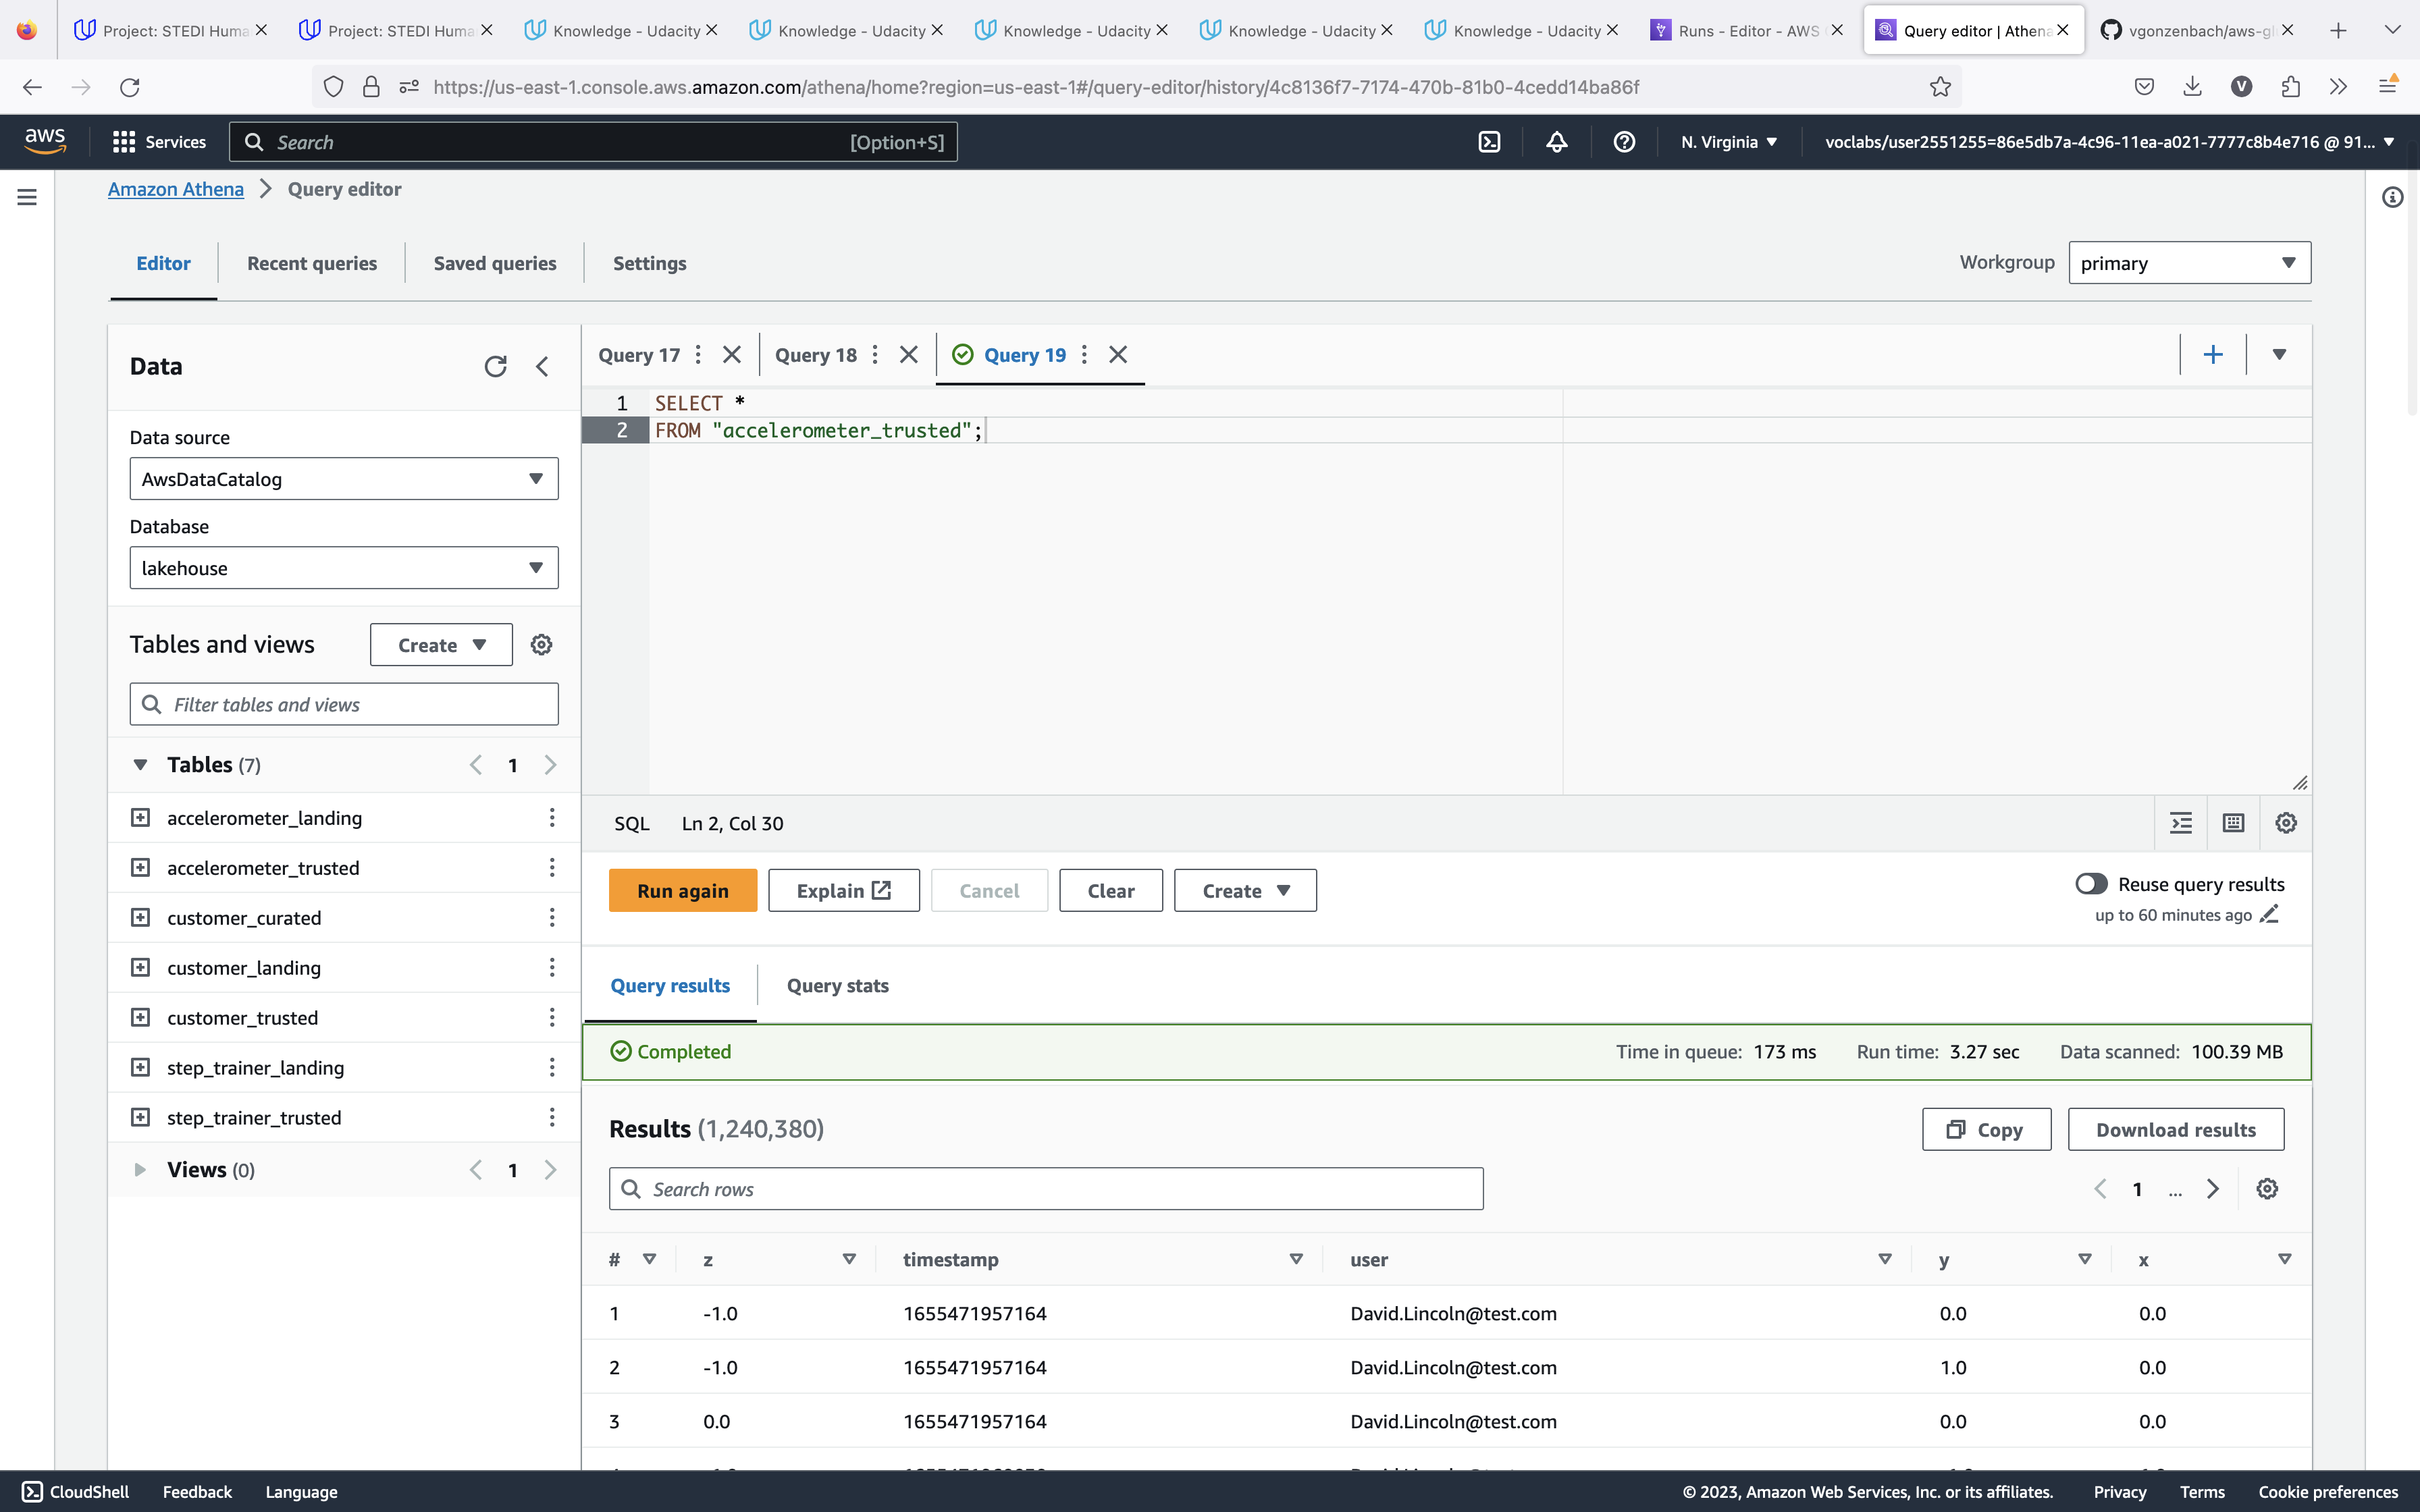 Project: STEDI Huma
Project: STEDI Huma
Knowledge - Udacity
Knowledge - Udacity
Knowledge - Udacity
Knowledge - Udacity
Knowledge - Udacity
Runs - Editor - AWS
Query editor | Athena
vgonzenbach/aws-gl
https://us-east-1.console.aws.amazon.com/athena/home?region=us-east-1#/query-editor/history/4c8136f7-7174-470b-81b0-4cedd14ba86f
V
aws
Services
Search
[Option+S]
N. Virginia
voclabs/user2551255=86e5db7a-4c96-11ea-a021-7777c8b4e716 @ 91...
Amazon Athena > Query editor
Editor
Recent queries
Saved queries
Settings
Workgroup
primary
Data
Data source
AwsDataCatalog
Database
lakehouse
Tables and views
Create
Filter tables and views
Tables (7)
1
accelerometer_landing
accelerometer_trusted
customer_curated
customer_landing
customer_trusted
step_trainer_landing
step_trainer_trusted
Views (0)
1
Query 17
Query 18
Query 19
1 SELECT *
2 FROM "accelerometer_trusted";
SQL
Ln 2, Col 30
Run again
Explain
Cancel
Clear
Create
Reuse query results
up to 60 minutes ago
Query results
Query stats
Completed
Time in queue: 173 ms
Run time: 3.27 sec
Data scanned: 100.39 MB
Results (1,240,380)
Copy
Download results
Search rows
1 ...
# z timestamp user y x
1 -1.0 1655471957164 David.Lincoln@test.com 0.0 0.0
2 -1.0 1655471957164 David.Lincoln@test.com 1.0 0.0
3 0.0 1655471957164 David.Lincoln@test.com 0.0 0.0
CloudShell
Feedback
Language
© 2023, Amazon Web Services, Inc. or its affiliates.
Privacy
Terms
Cookie preferences